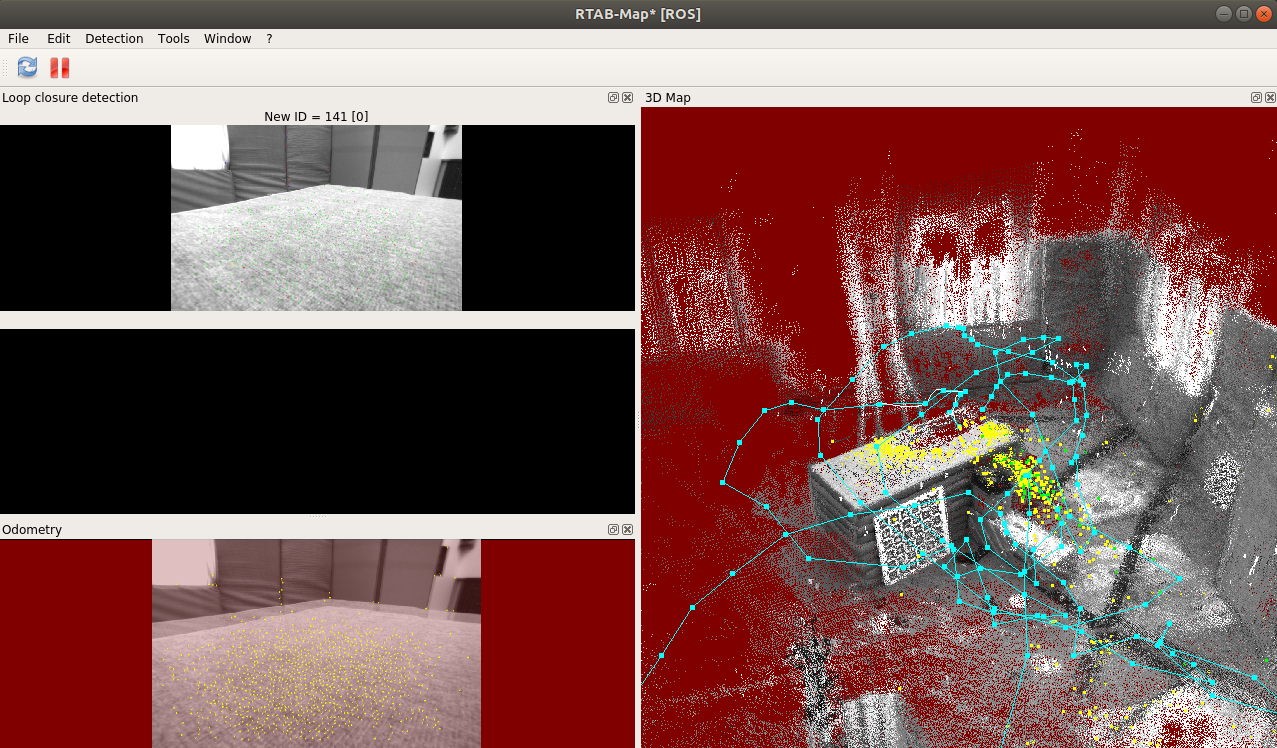 RTAB-Map* [ROS]
File Edit Detection Tools Window ?
Loop closure detection
New ID = 141 [0]
Odometry
3D Map